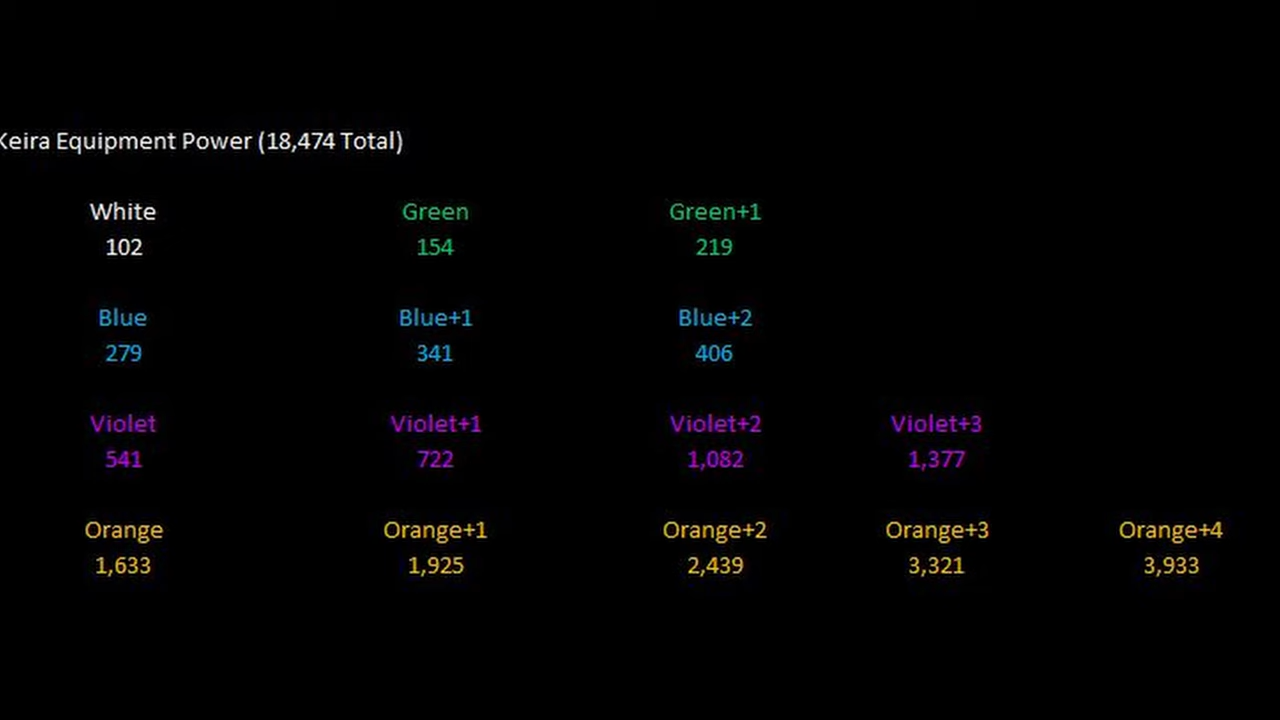 Keira Equipment Power (18,474 Total)
White Green Green+1
102 154 219
Blue Blue+1 Blue+2
279 341 406
Violet Violet+1 Violet+2 Violet+3
541 722 1,082 1,377
Orange Orange+1 Orange+2 Orange+3 Orange+4
1,633 1,925 2,439 3,321 3,933